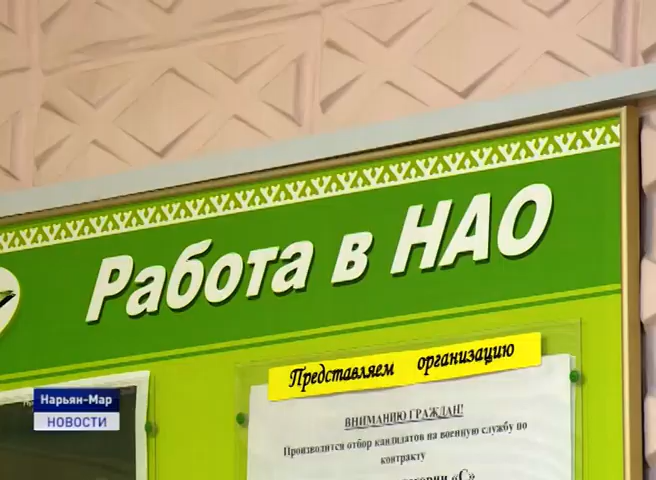 Работа в НАО
Представляем организацию
ВНИМАНИЮ ГРАЖДАН!
Производится отбор кандидатов на военную службу по
контракту
«С»
Нарьян-Мар
НОВОСТИ